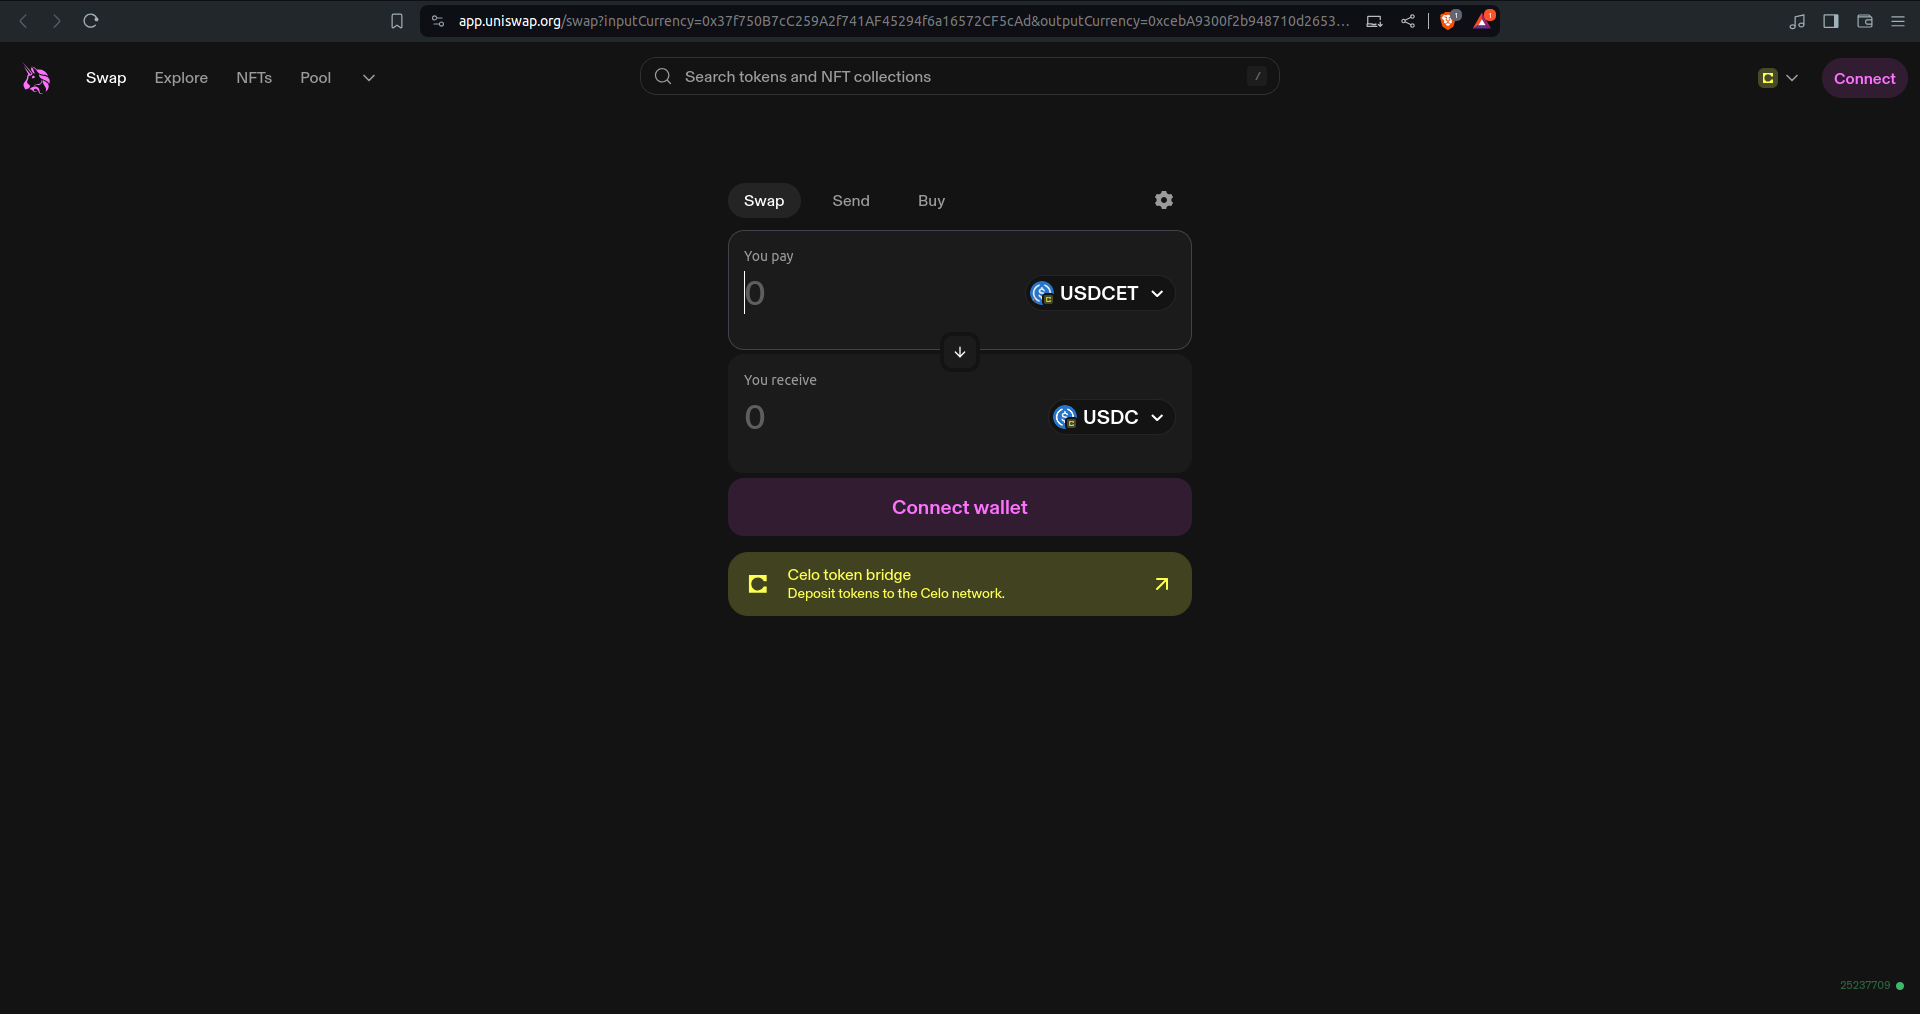 app.uniswap.org/swap?inputCurrency=0x37f750B7cC259A2f741AF45294f6a16572CF5cAd&outputCurrency=0xcebA9300f2b948710d2653...
1
1
Swap
Explore
NFTs
Pool
Search tokens and NFT collections
/
Connect
Swap
Send
Buy
You pay
0
USDCET
You receive
0
USDC
Connect wallet
Celo token bridge
Deposit tokens to the Celo network.
25237709